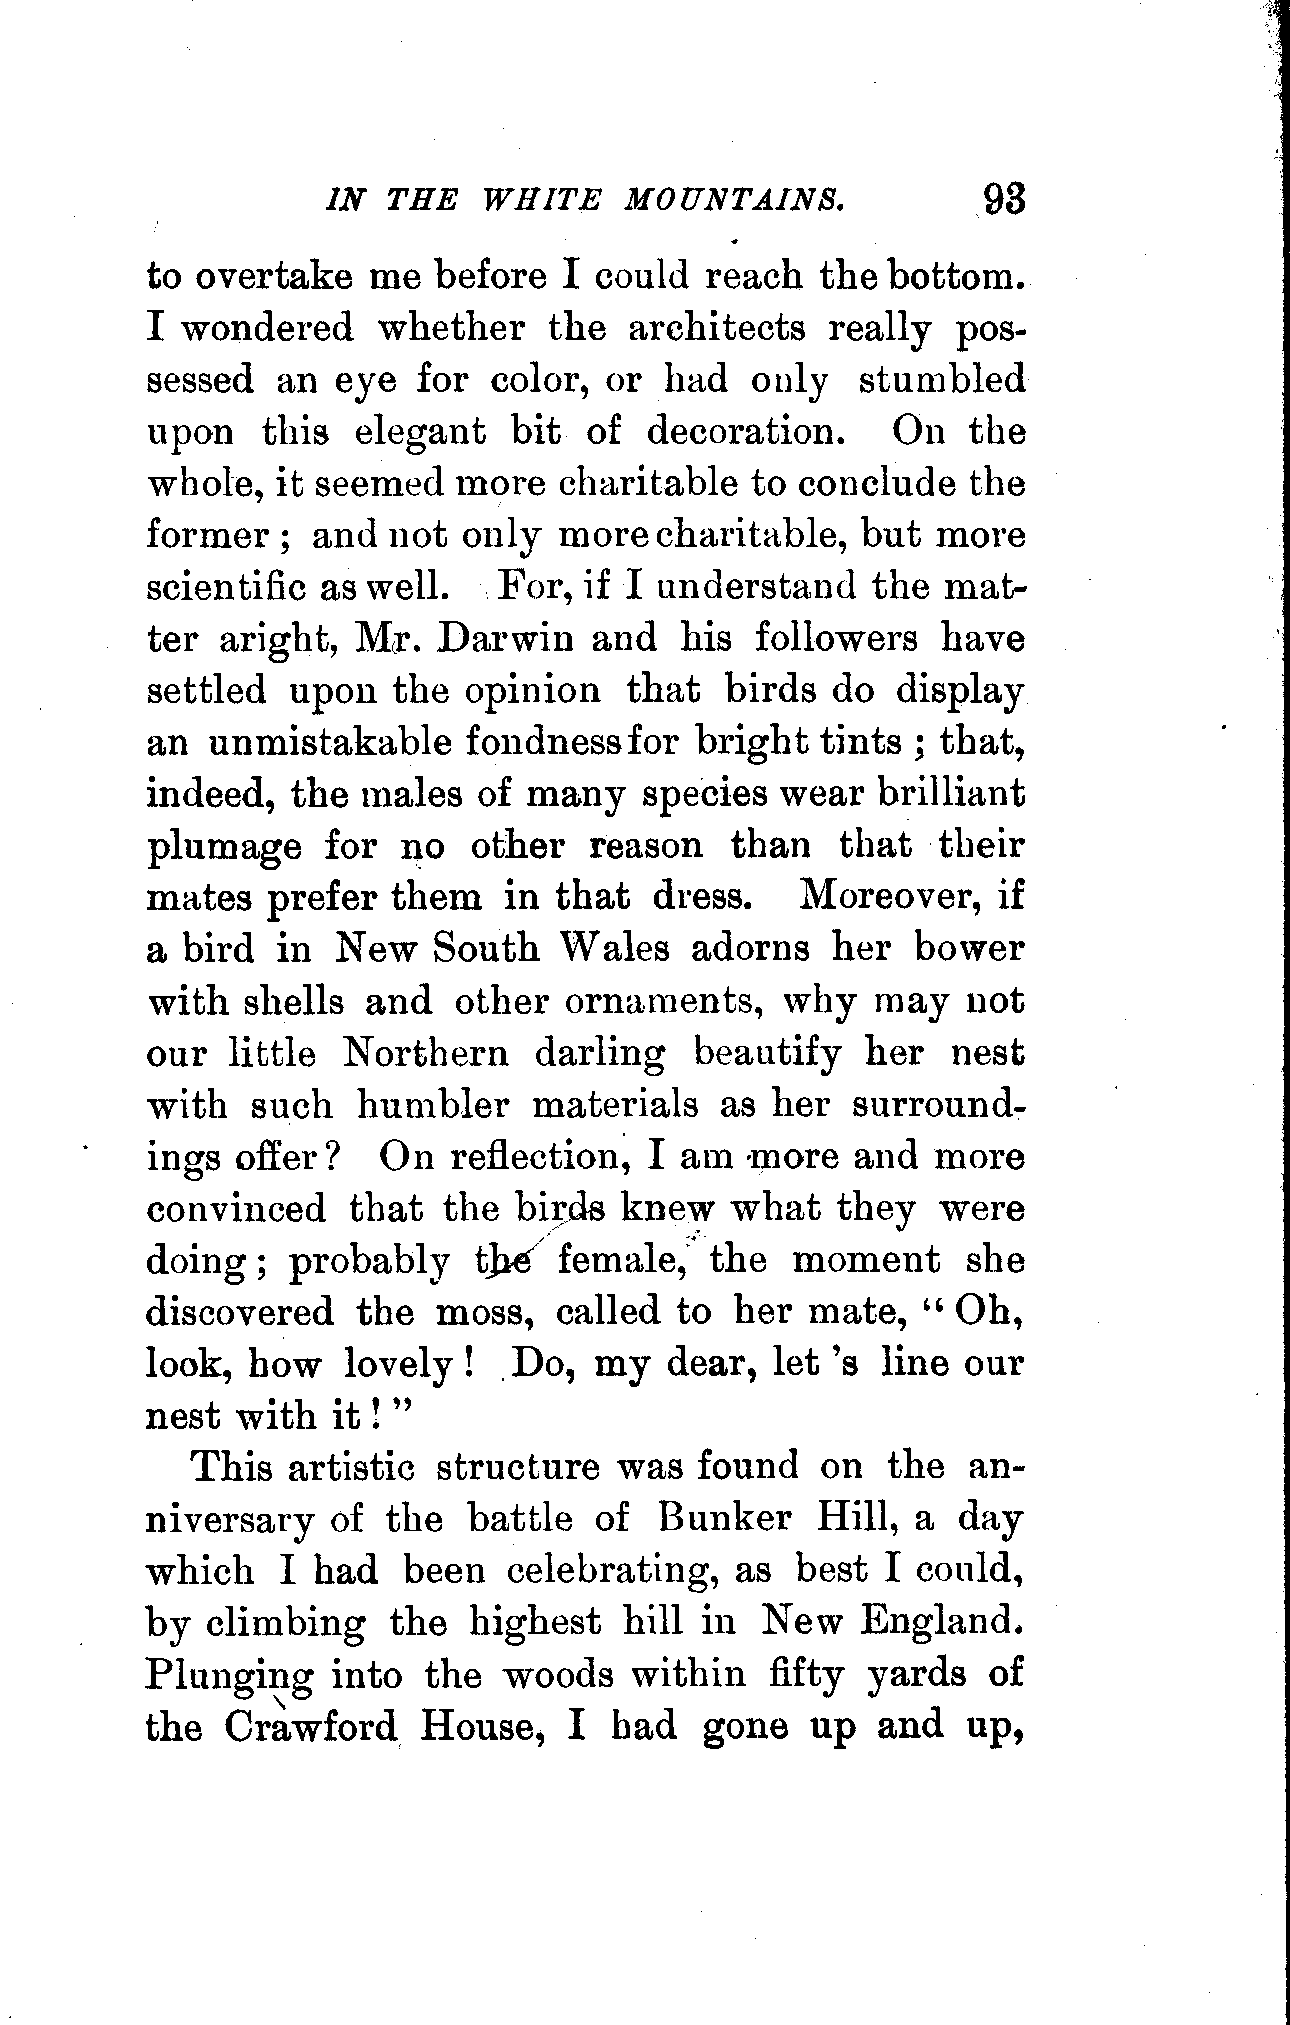 IN THE WHITE MOUNTAINS. 93
to overtake me before I could reach the bottom.
I wondered whether the architects really pos-
sessed an eye for color, or had only stumbled
upon this elegant bit of decoration. On the
whole, it seemed more charitable to conclude the
former ; and not only more charitable, but more
scientific as well. For, if I understand the mat-
ter aright, Mr. Darwin and his followers have
settled upon the opinion that birds do display
an unmistakable fondness for bright tints ; that,
indeed, the males of many species wear brilliant
plumage for no other reason than that their
mates prefer them in that dress. Moreover, if
a bird in New South Wales adorns her bower
with shells and other ornaments, why may not
our little Northern darling beautify her nest
with such humbler materials as her surround-
ings offer? On reflection, I am more and more
convinced that the birds knew what they were
doing ; probably the female, the moment she
discovered the moss, called to her mate, " Oh,
look, how lovely ! Do, my dear, let 's line our
nest with it ! "
This artistic structure was found on the an-
niversary of the battle of Bunker Hill, a day
which I had been celebrating, as best I could,
by climbing the highest hill in New England.
Plunging into the woods within fifty yards of
the Crawford House, I had gone up and up,